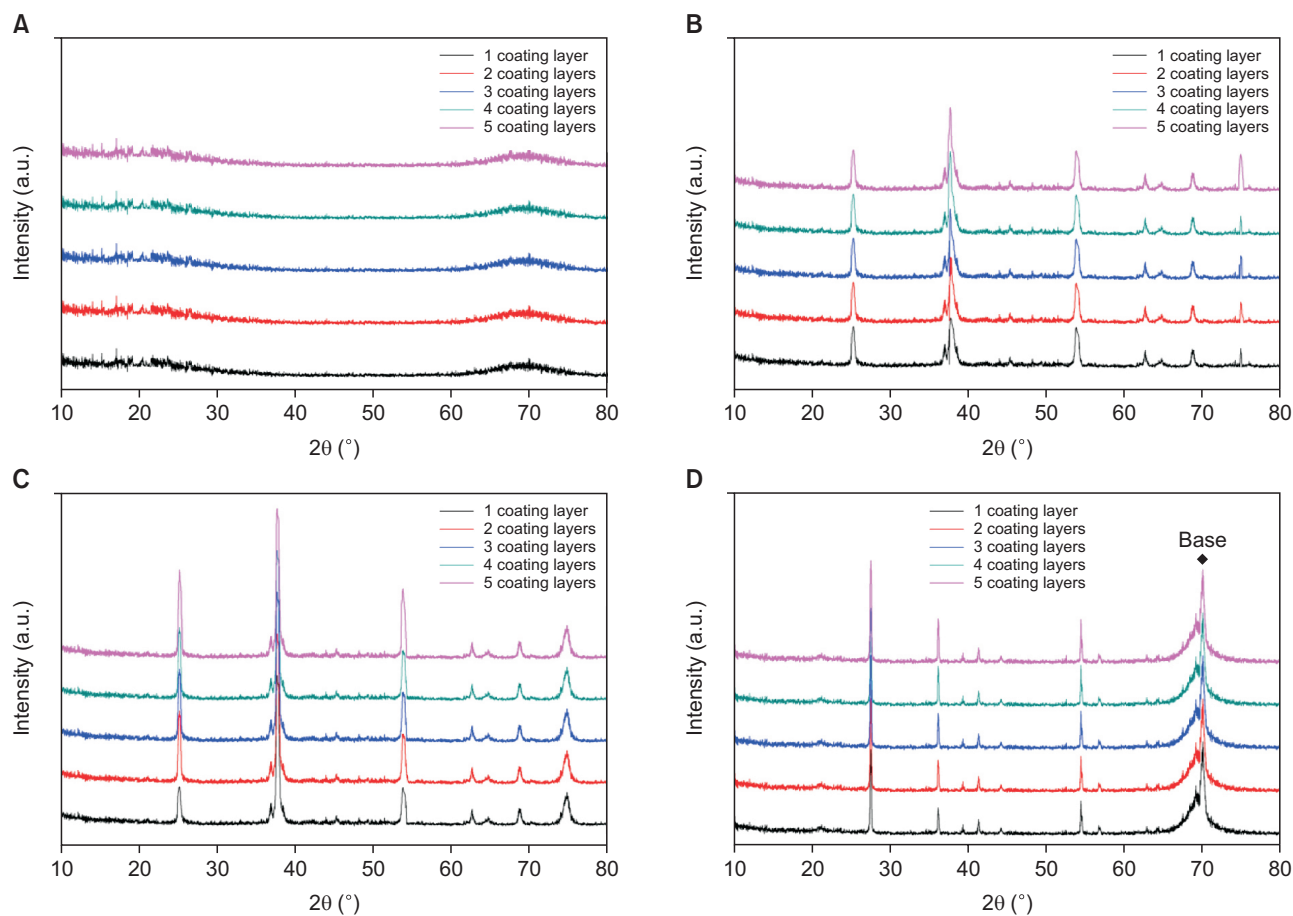 A
1 coating layer
2 coating layers
3 coating layers
4 coating layers
5 coating layers
Intensity (a.u.)
10 20 30 40 50 60 70 80
2θ (°)
B
1 coating layer
2 coating layers
3 coating layers
4 coating layers
5 coating layers
Intensity (a.u.)
10 20 30 40 50 60 70 80
2θ (°)
C
1 coating layer
2 coating layers
3 coating layers
4 coating layers
5 coating layers
Intensity (a.u.)
10 20 30 40 50 60 70 80
2θ (°)
D
1 coating layer
2 coating layers
3 coating layers
4 coating layers
5 coating layers
Base
Intensity (a.u.)
10 20 30 40 50 60 70 80
2θ (°)